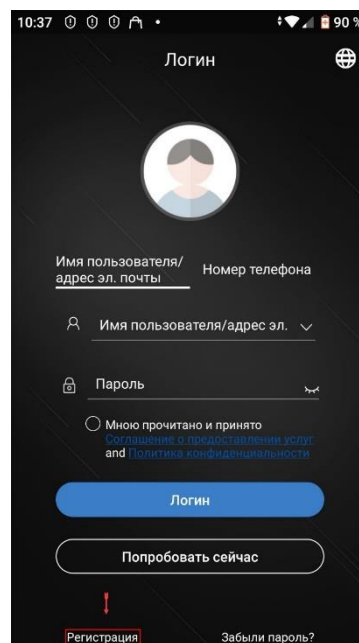 10:37 90 %
Логин
Имя пользователя/
адрес эл. почты
Номер телефона
Имя пользователя/адрес эл.
Пароль
Мною прочитано и принято
Соглашение о предоставлении услуг
and Политика конфиденциальности
Логин
Попробовать сейчас
Регистрация Забыли пароль?